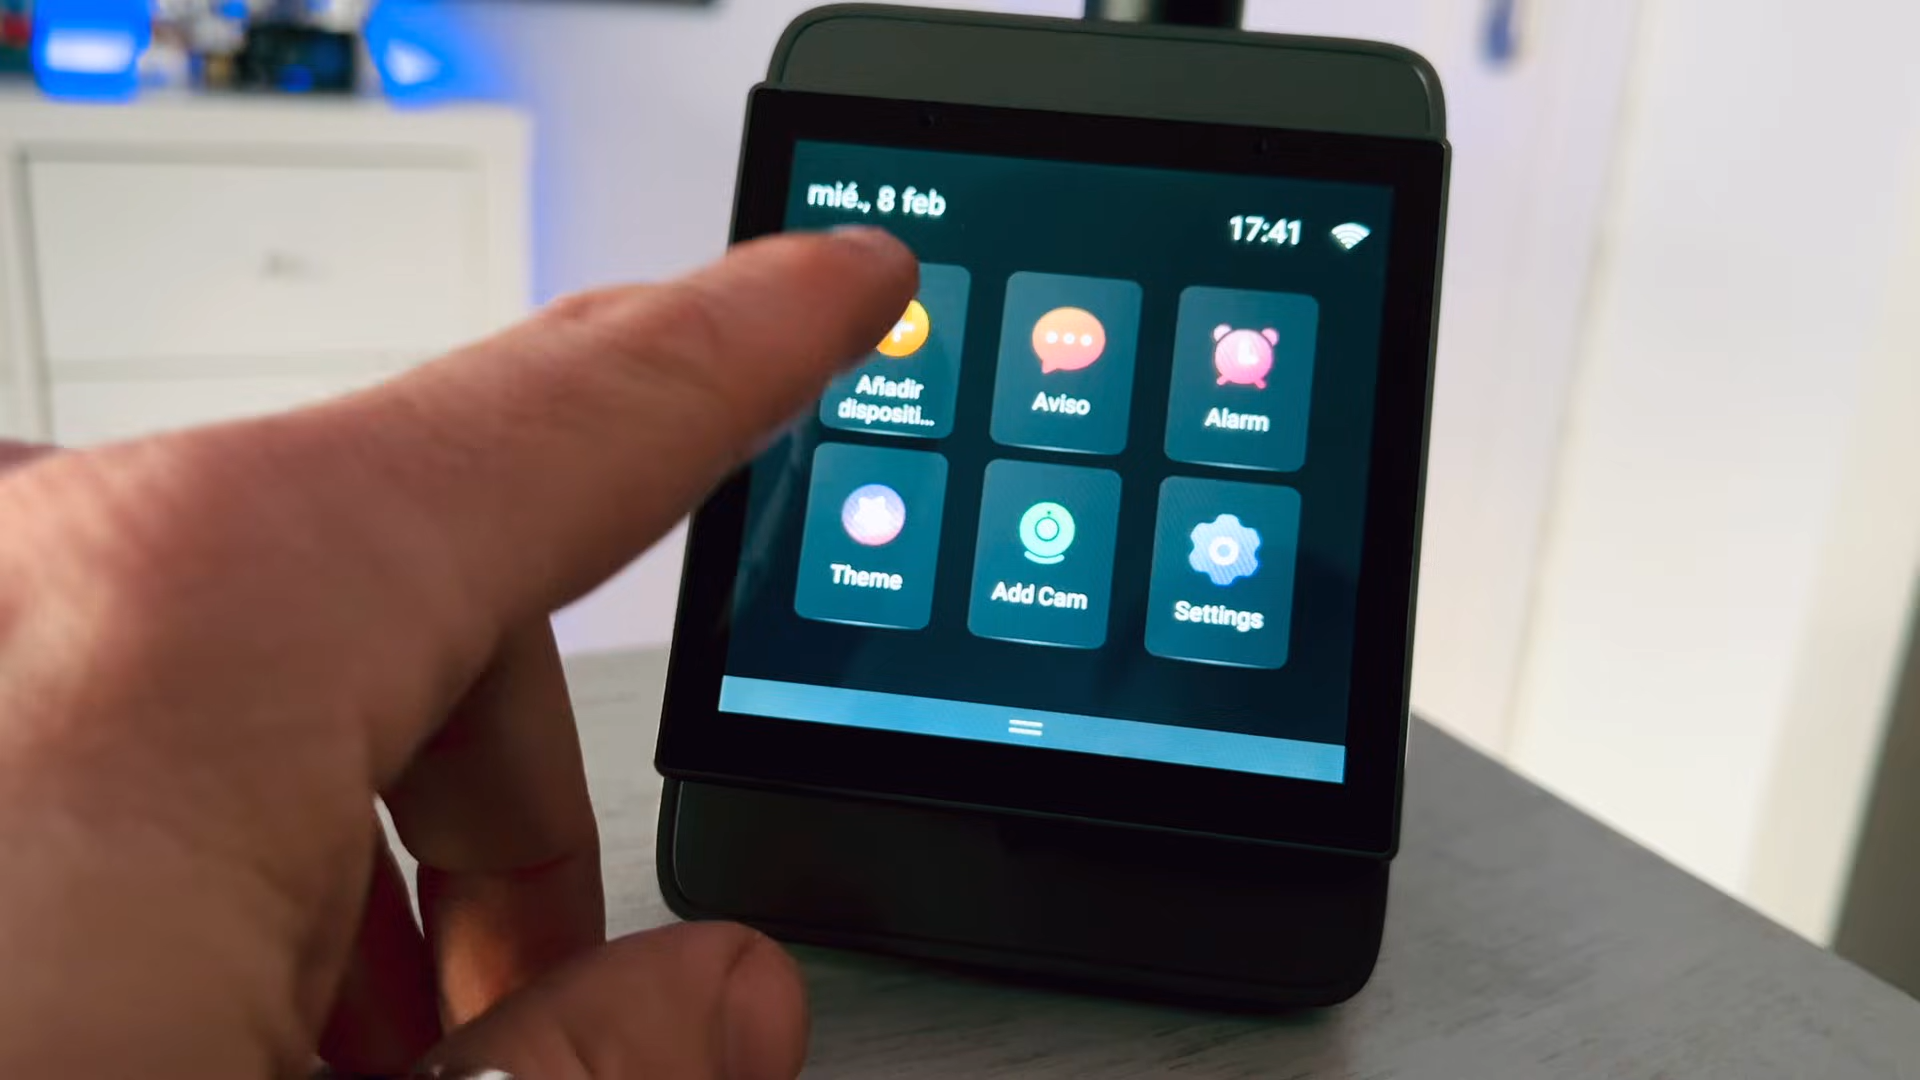 mié., 8 feb
17:41
Añadir
dispositi...
Aviso
Alarm
Theme
Add Cam
Settings